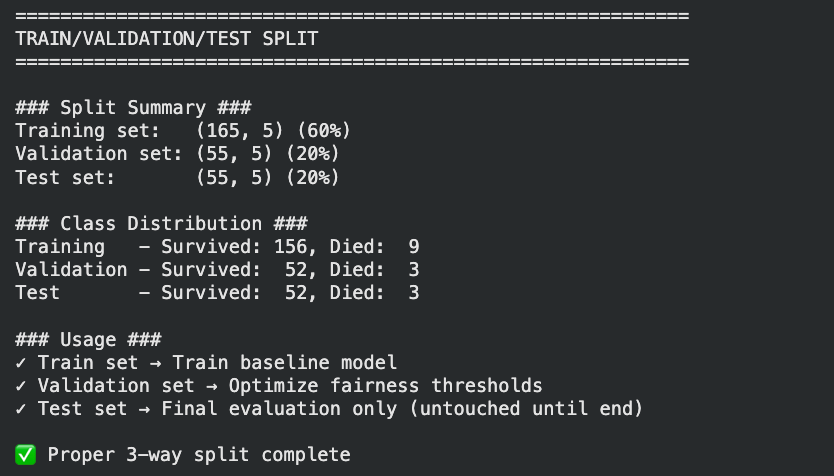 ============================================================
TRAIN/VALIDATION/TEST SPLIT
============================================================
### Split Summary ###
Training set:   (165, 5) (60%)
Validation set: (55, 5) (20%)
Test set:       (55, 5) (20%)
### Class Distribution ###
Training   – Survived: 156, Died:  9
Validation – Survived:  52, Died:  3
Test       – Survived:  52, Died:  3
### Usage ###
✓ Train set → Train baseline model
✓ Validation set → Optimize fairness thresholds
✓ Test set → Final evaluation only (untouched until end)
✅ Proper 3-way split complete